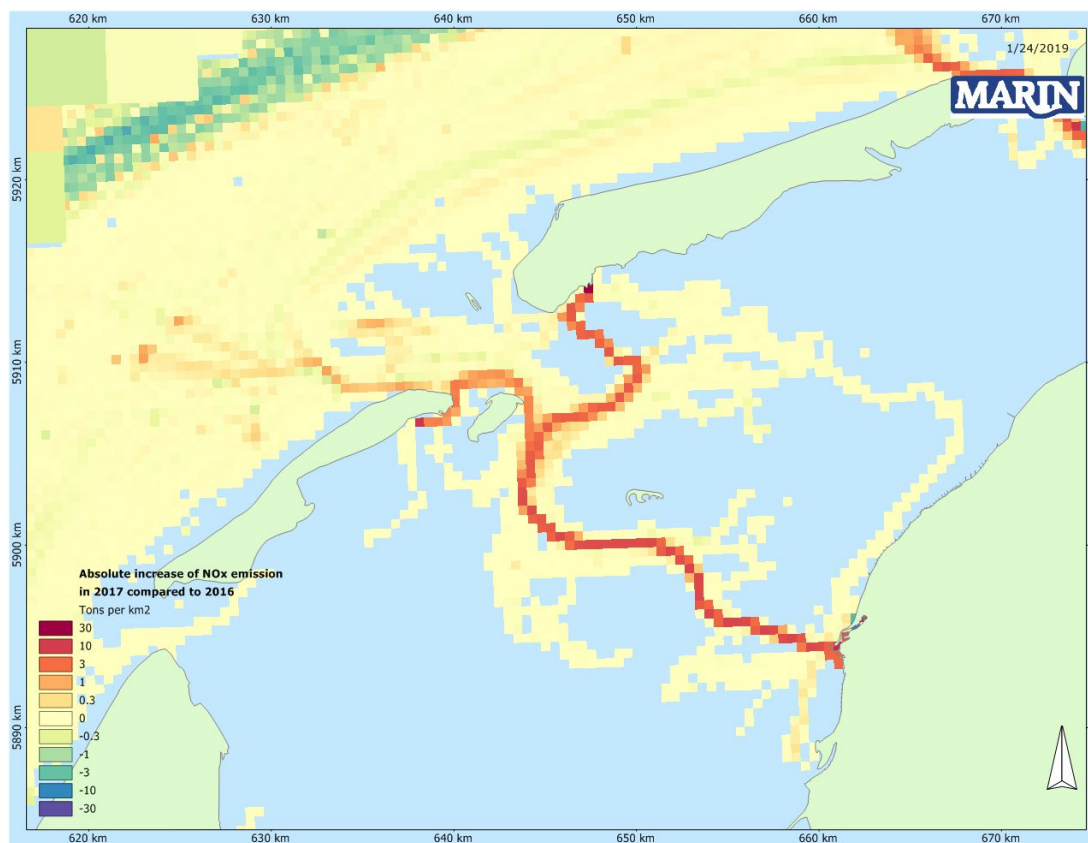 620 km 630 km 640 km 650 km 660 km 670 km
1/24/2019
MARIN
5920 km
5910 km
5900 km
5890 km
Absolute increase of NOx emission
in 2017 compared to 2016
Tons per km2
30
10
3
1
0.3
0
-0.3
-1
-3
-10
-30
620 km 630 km 640 km 650 km 660 km 670 km